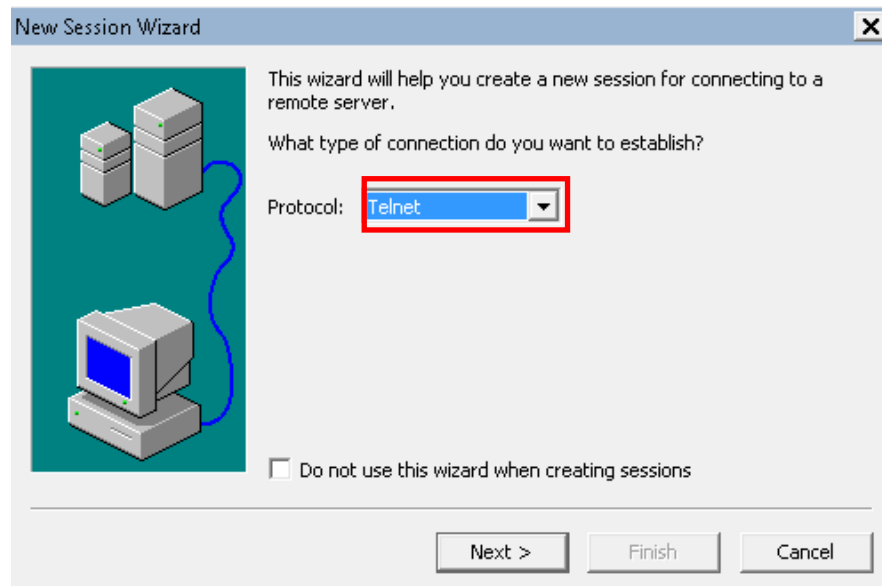 New Session Wizard
This wizard will help you create a new session for connecting to a
remote server.
What type of connection do you want to establish?
Protocol: Telnet
Do not use this wizard when creating sessions
Next > Finish Cancel